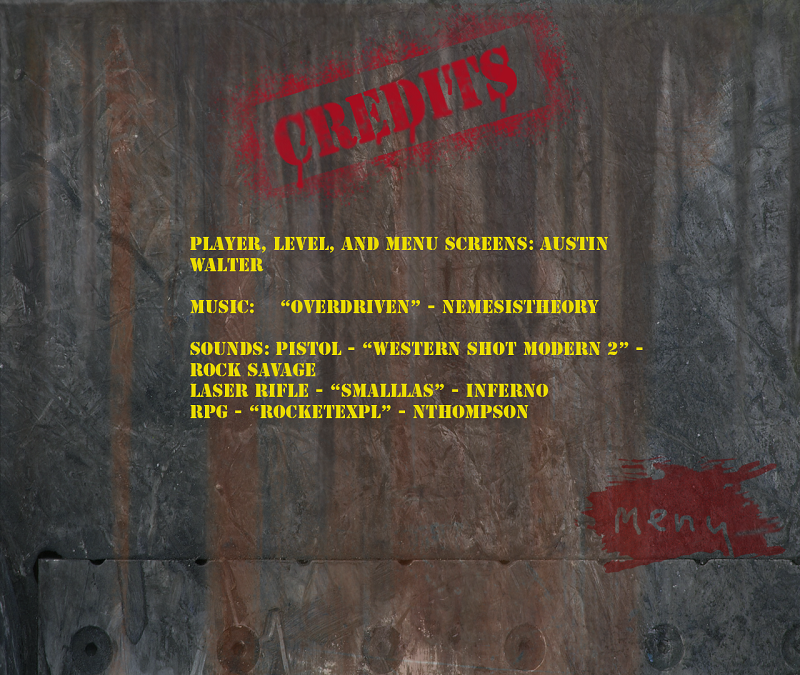 CREDITS
PLAYER, LEVEL, AND MENU SCREENS: AUSTIN
WALTER
MUSIC: “OVERDRIVEN” - NEMESISTHEORY
SOUNDS: PISTOL - “WESTERN SHOT MODERN 2” -
ROCK SAVAGE
LASER RIFLE - “SMALLLAS” - INFERNO
RPG - “ROCKETEXPL” - NTHOMPSON
Menu